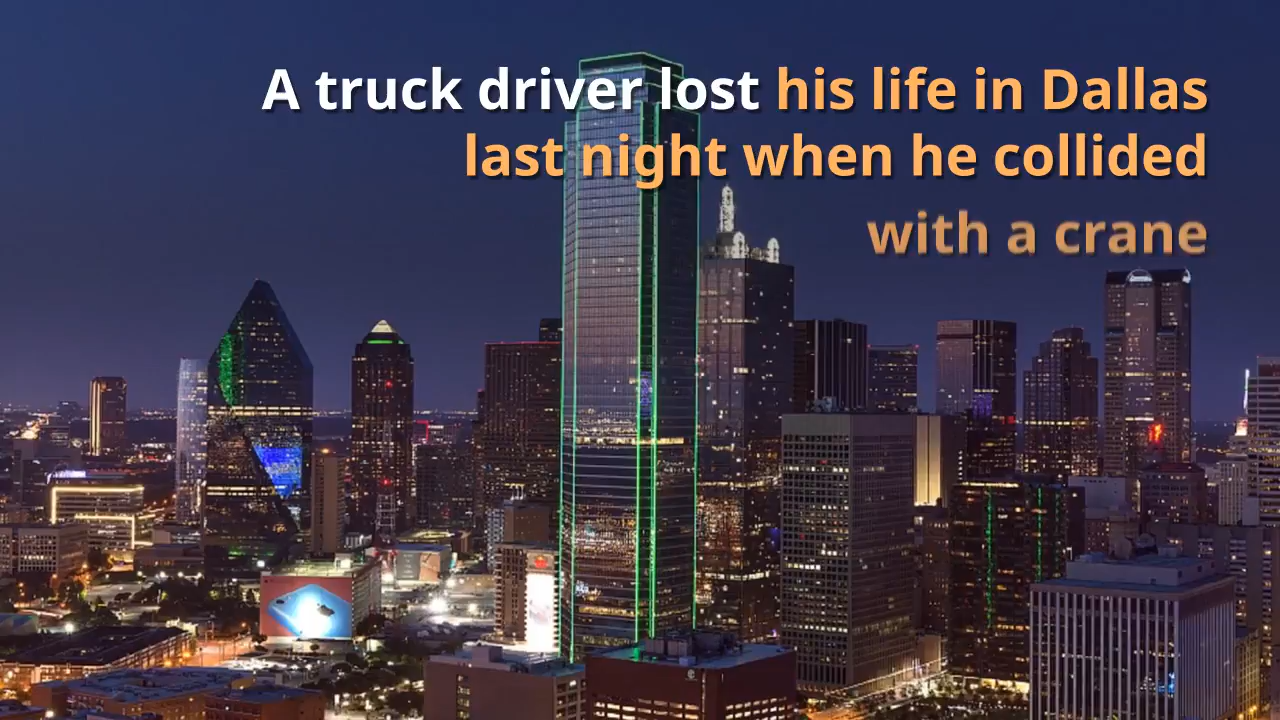 A truck driver lost his life in Dallas
last night when he collided
with a crane